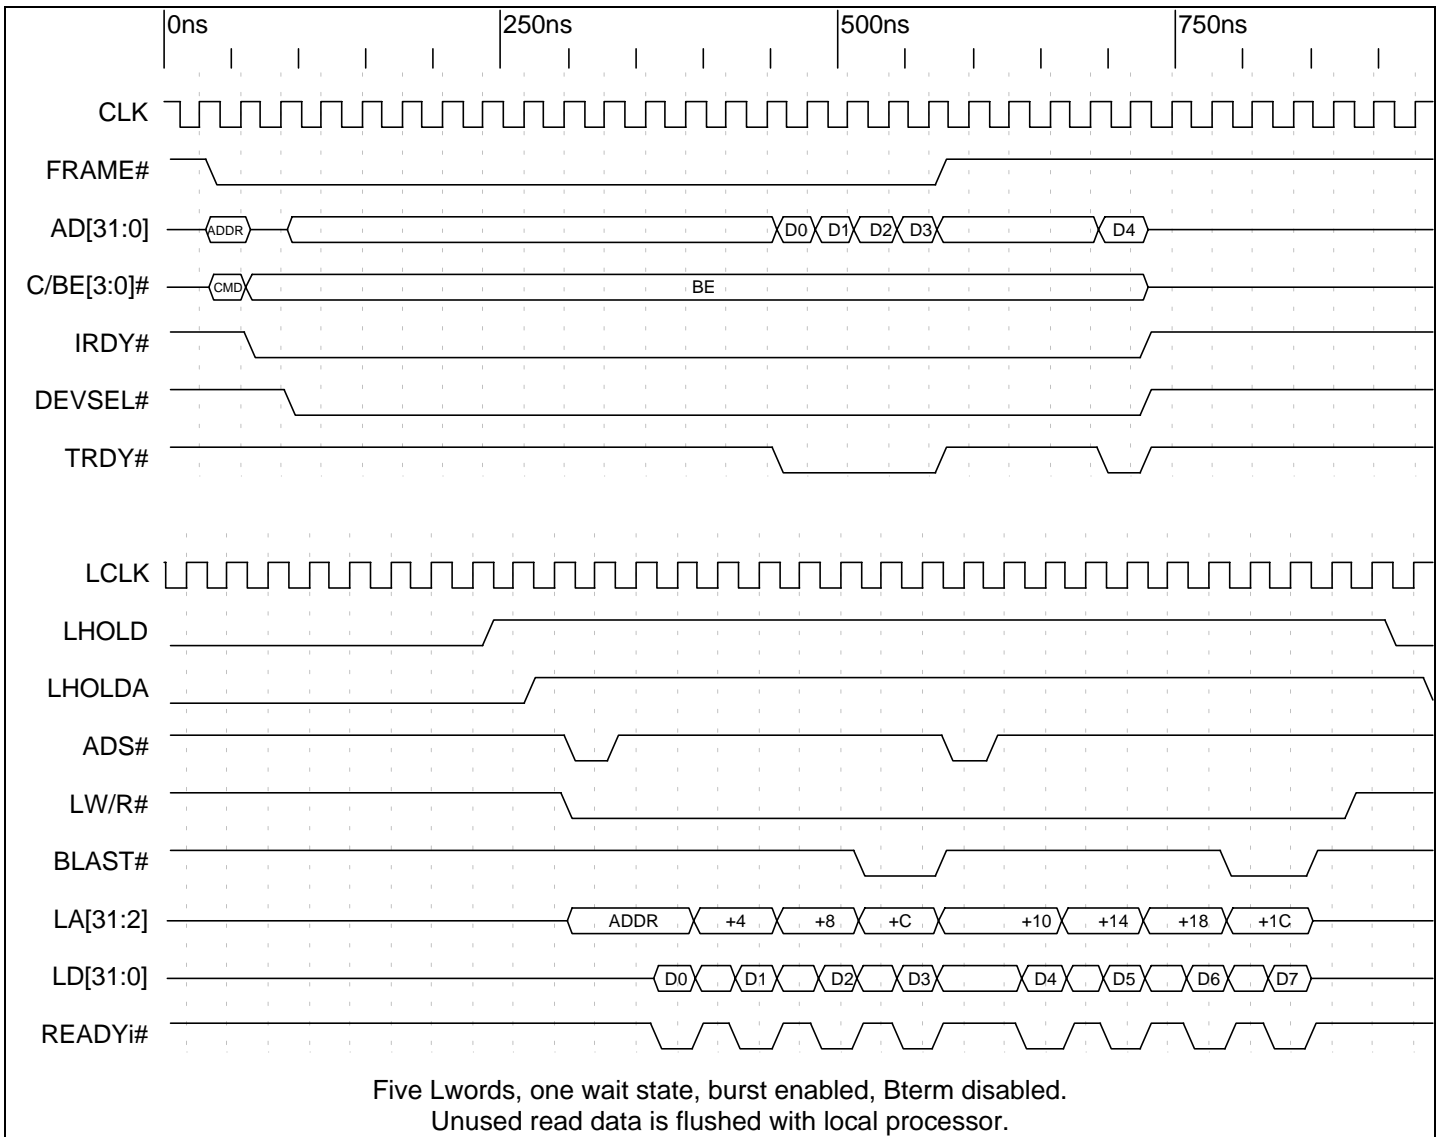 0ns 250ns 500ns 750ns
CLK
FRAME#
AD[31:0] ADDR D0 D1 D2 D3 D4
C/BE[3:0]# CMD BE
IRDY#
DEVSEL#
TRDY#
LCLK
LHOLD
LHOLDA
ADS#
LW/R#
BLAST#
LA[31:2] ADDR +4 +8 +C +10 +14 +18 +1C
LD[31:0] D0 D1 D2 D3 D4 D5 D6 D7
READYi#
Five Lwords, one wait state, burst enabled, Bterm disabled.
Unused read data is flushed with local processor.